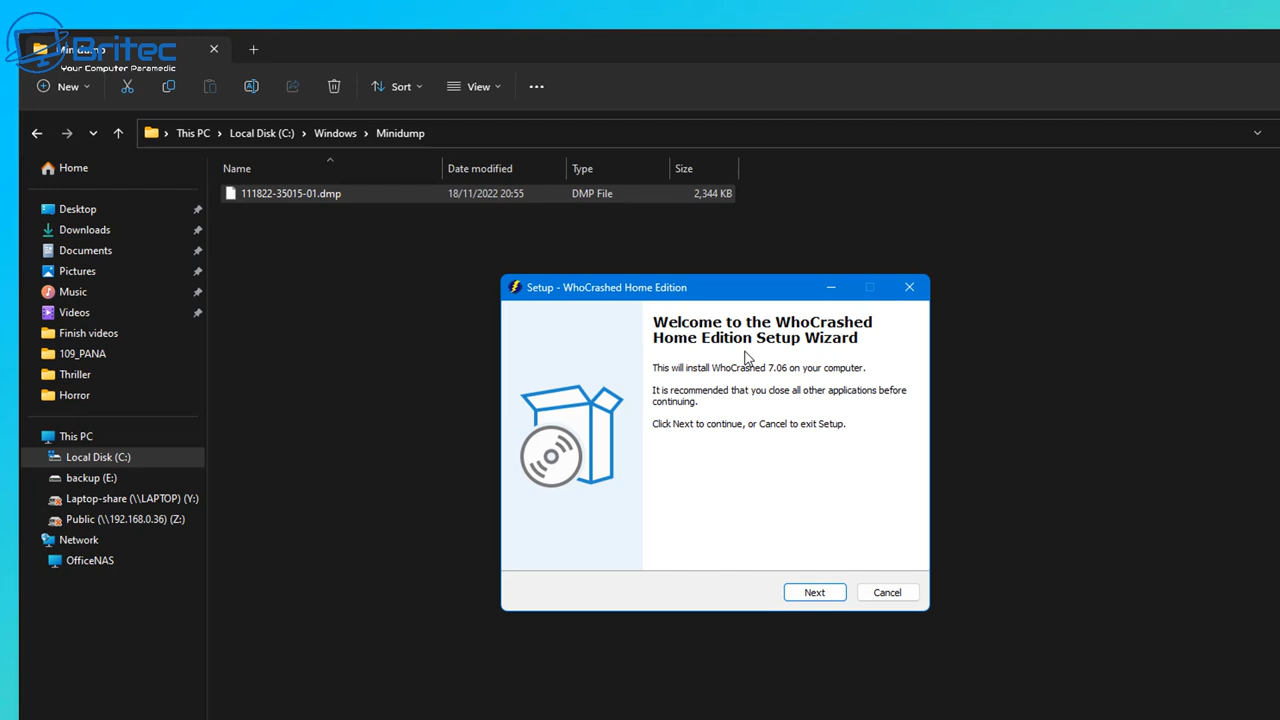 Britec
Your Computer Paramedic
New
Sort
View
This PC > Local Disk (C:) > Windows > Minidump
Name
Date modified
Type
Size
111822-35015-01.dmp
18/11/2022 20:55
DMP File
2,344 KB
Home
Desktop
Downloads
Documents
Pictures
Music
Videos
Finish videos
109_PANA
Thriller
Horror
This PC
Local Disk (C:)
backup (E:)
Laptop-share (\\LAPTOP) (Y:)
Public (\\192.168.0.36) (Z:)
Network
OfficeNAS
Setup - WhoCrashed Home Edition
Welcome to the WhoCrashed
Home Edition Setup Wizard
This will install WhoCrashed 7.06 on your computer.
It is recommended that you close all other applications before
continuing.
Click Next to continue, or Cancel to exit Setup.
Next
Cancel